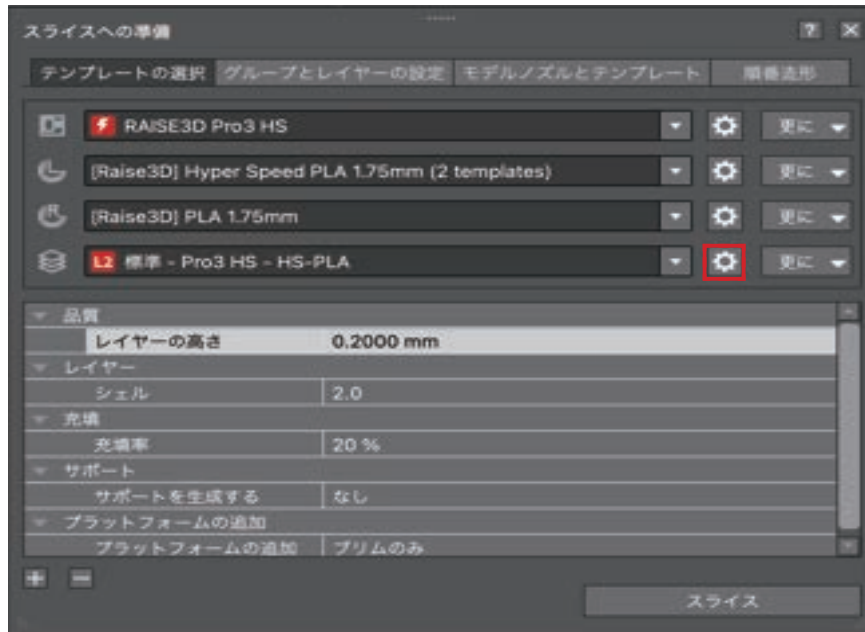 スライスへの準備
? ×
テンプレートの選択 グループとレイヤーの設定 モデルノズルとテンプレート 順番造形
RAISE3D Pro3 HS 更に
L [Raise3D] Hyper Speed PLA 1.75mm (2 templates) 更に
R [Raise3D] PLA 1.75mm 更に
L2 標準 - Pro3 HS - HS-PLA 更に
品質
レイヤーの高さ 0.2000 mm
レイヤー
シェル 2.0
充填
充填率 20 %
サポート
サポートを生成する なし
プラットフォームの追加
プラットフォームの追加 ブリムのみ
+ -
スライス